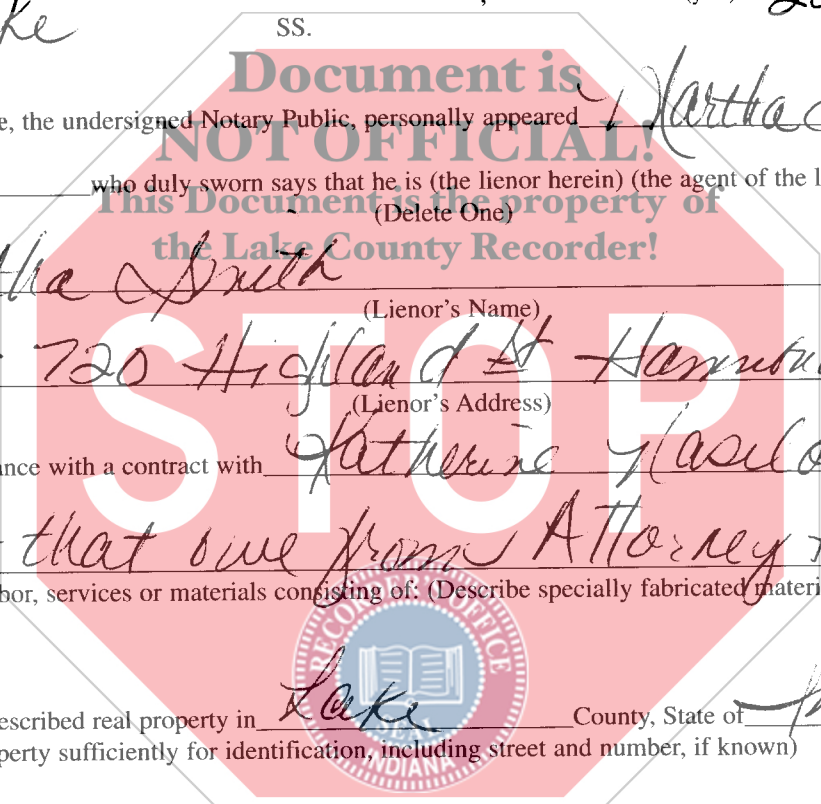 ke
SS.
Document is
e, the undersigned Notary Public, personally appeared Martha
NOT OFFICIAL!
who duly sworn says that he is (the lienor herein) (the agent of the l
This Document is the property of
(Delete One)
the Lake County Recorder!
tha Smith
(Lienor's Name)
720 Highland St Hammon
(Lienor's Address)
STOP
ance with a contract with Katherine
that owe from Attorney
bor, services or materials consisting of: (Describe specially fabricated materi
RECORDER'S OFFICE
escribed real property in Lake County, State of
SEAL
perty sufficiently for identification, including street and number, if known)
INDIANA